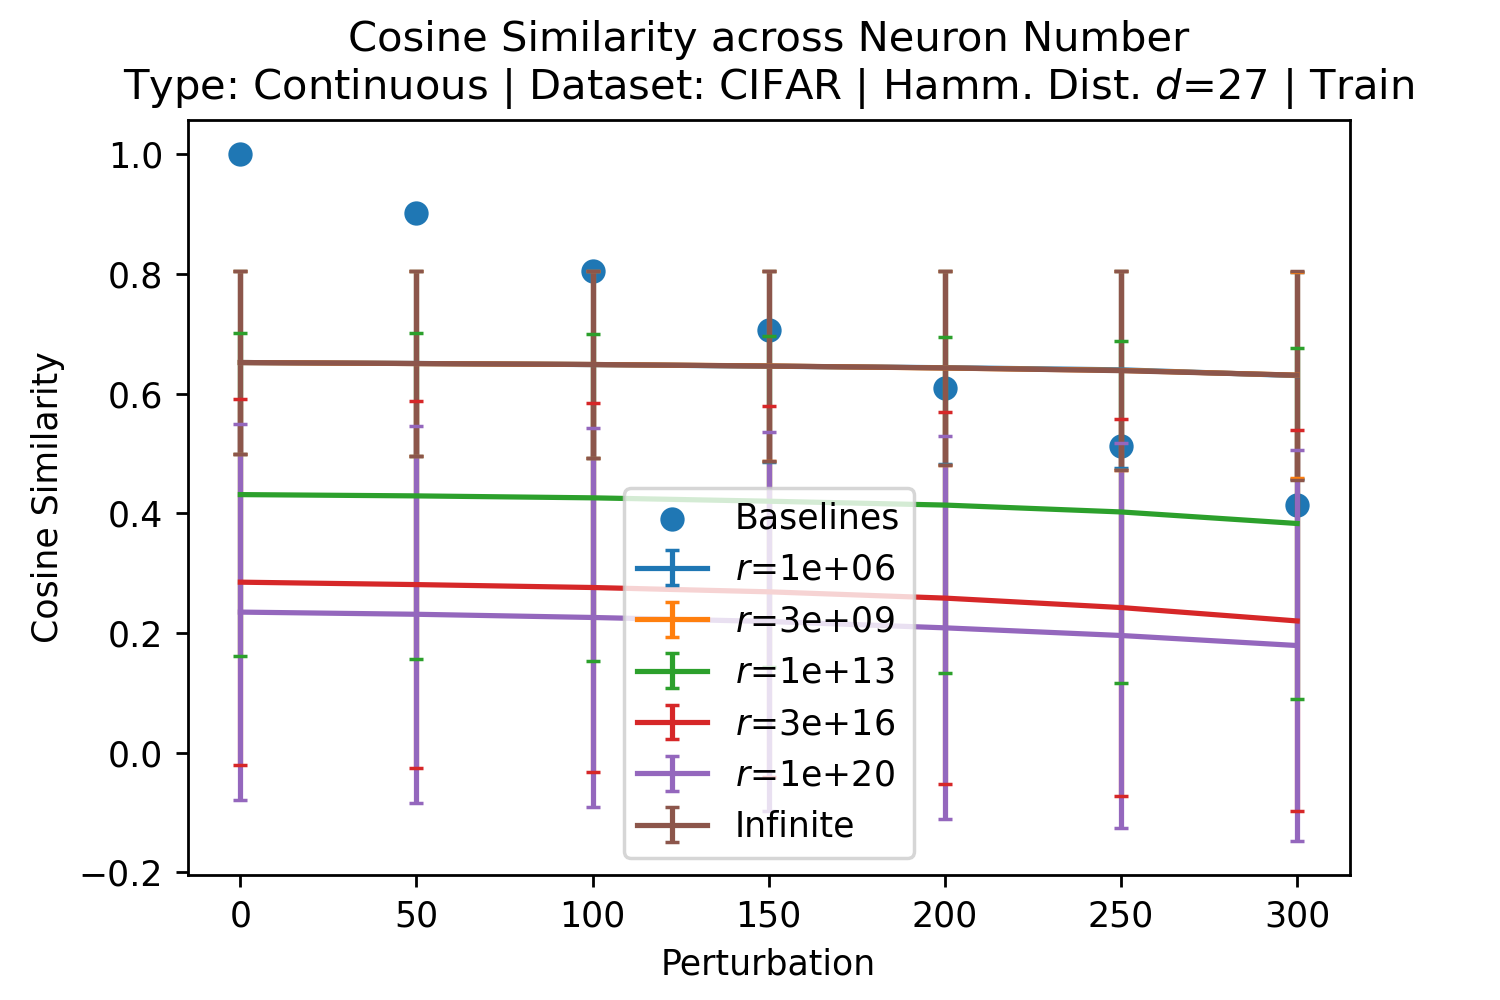 Cosine Similarity across Neuron Number
Type: Continuous | Dataset: CIFAR | Hamm. Dist. d=27 | Train
Cosine Similarity
1.0
0.8
0.6
0.4
0.2
0.0
−0.2
Baselines
r=1e+06
r=3e+09
r=1e+13
r=3e+16
r=1e+20
Infinite
0 50 100 150 200 250 300
Perturbation